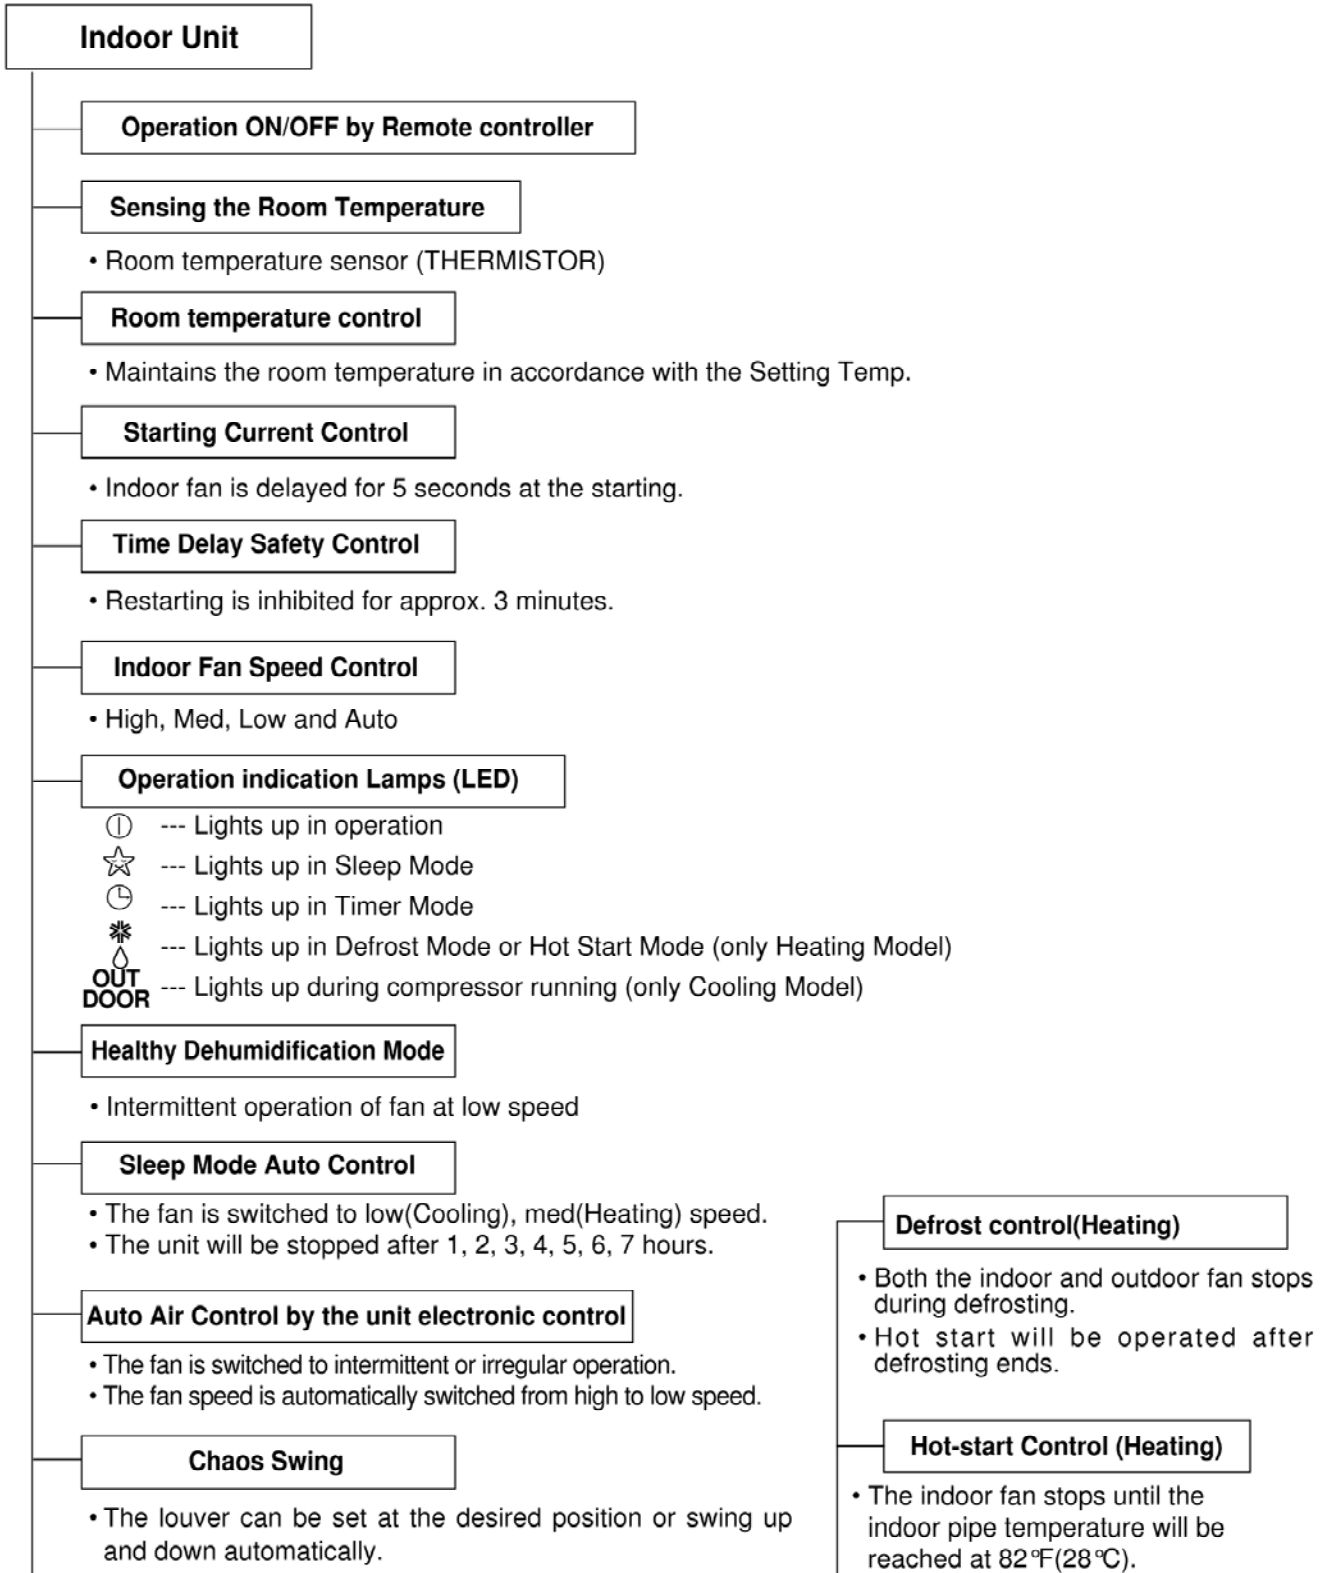 Indoor Unit
Operation ON/OFF by Remote controller
Sensing the Room Temperature
• Room temperature sensor (THERMISTOR)
Room temperature control
• Maintains the room temperature in accordance with the Setting Temp.
Starting Current Control
• Indoor fan is delayed for 5 seconds at the starting.
Time Delay Safety Control
• Restarting is inhibited for approx. 3 minutes.
Indoor Fan Speed Control
• High, Med, Low and Auto
Operation indication Lamps (LED)
--- Lights up in operation
--- Lights up in Sleep Mode
--- Lights up in Timer Mode
--- Lights up in Defrost Mode or Hot Start Mode (only Heating Model)
OUT
DOOR --- Lights up during compressor running (only Cooling Model)
Healthy Dehumidification Mode
• Intermittent operation of fan at low speed
Sleep Mode Auto Control
• The fan is switched to low(Cooling), med(Heating) speed.
• The unit will be stopped after 1, 2, 3, 4, 5, 6, 7 hours.
Auto Air Control by the unit electronic control
• The fan is switched to intermittent or irregular operation.
• The fan speed is automatically switched from high to low speed.
Chaos Swing
• The louver can be set at the desired position or swing up
and down automatically.
Defrost control(Heating)
• Both the indoor and outdoor fan stops
during defrosting.
• Hot start will be operated after
defrosting ends.
Hot-start Control (Heating)
• The indoor fan stops until the
indoor pipe temperature will be
reached at 82°F(28°C).